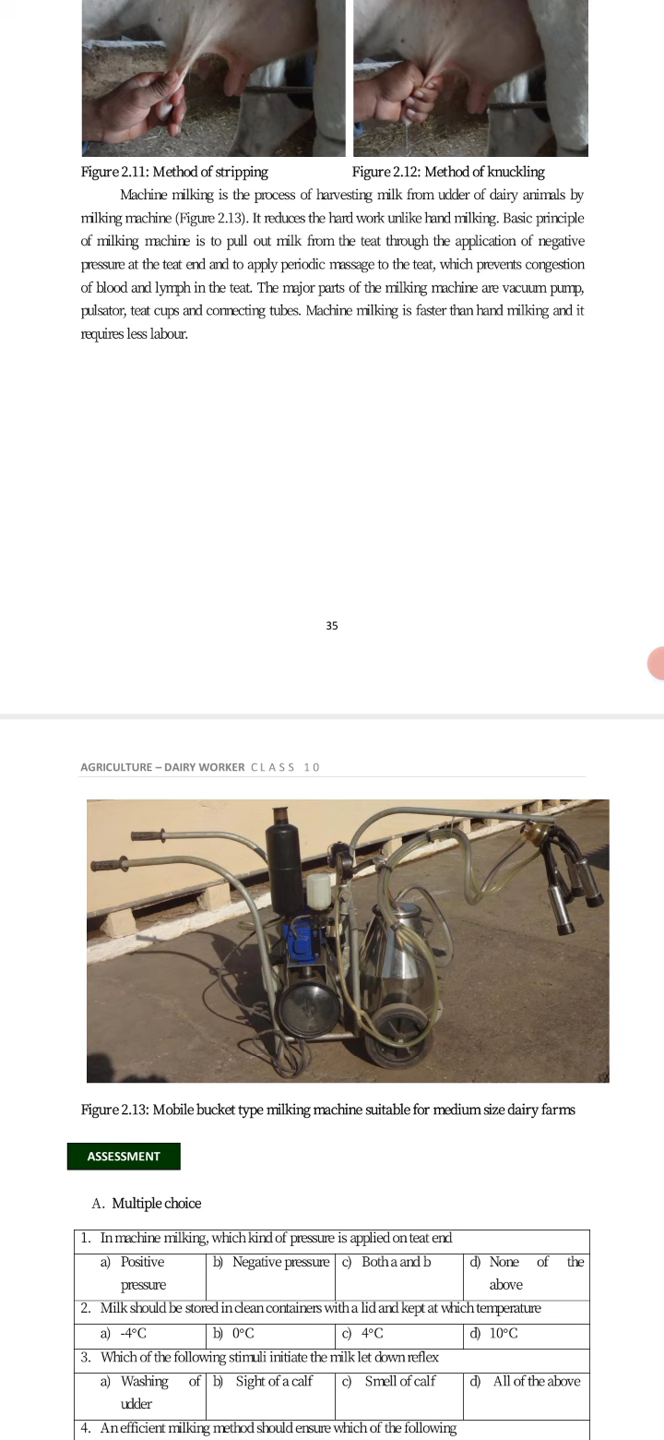 Figure 2.11: Method of stripping
Figure 2.12: Method of knuckling
Machine milking is the process of harvesting milk from udder of dairy animals by
milking machine (Figure 2.13). It reduces the hard work unlike hand milking. Basic principle
of milking machine is to pull out milk from the teat through the application of negative
pressure at the teat end and to apply periodic massage to the teat, which prevents congestion
of blood and lymph in the teat. The major parts of the milking machine are vacuum pump,
pulsator, teat cups and connecting tubes. Machine milking is faster than hand milking and it
requires less labour.
35
AGRICULTURE – DAIRY WORKER CLASS 10
Figure 2.13: Mobile bucket type milking machine suitable for medium size dairy farms
ASSESSMENT
A. Multiple choice
1. In machine milking, which kind of pressure is applied on teat end
a) Positive pressure
b) Negative pressure
c) Both a and b
d) None of the above
2. Milk should be stored in clean containers with a lid and kept at which temperature
a) -4°C
b) 0°C
c) 4°C
d) 10°C
3. Which of the following stimuli initiate the milk let down reflex
a) Washing of udder
b) Sight of a calf
c) Smell of calf
d) All of the above
4. An efficient milking method should ensure which of the following